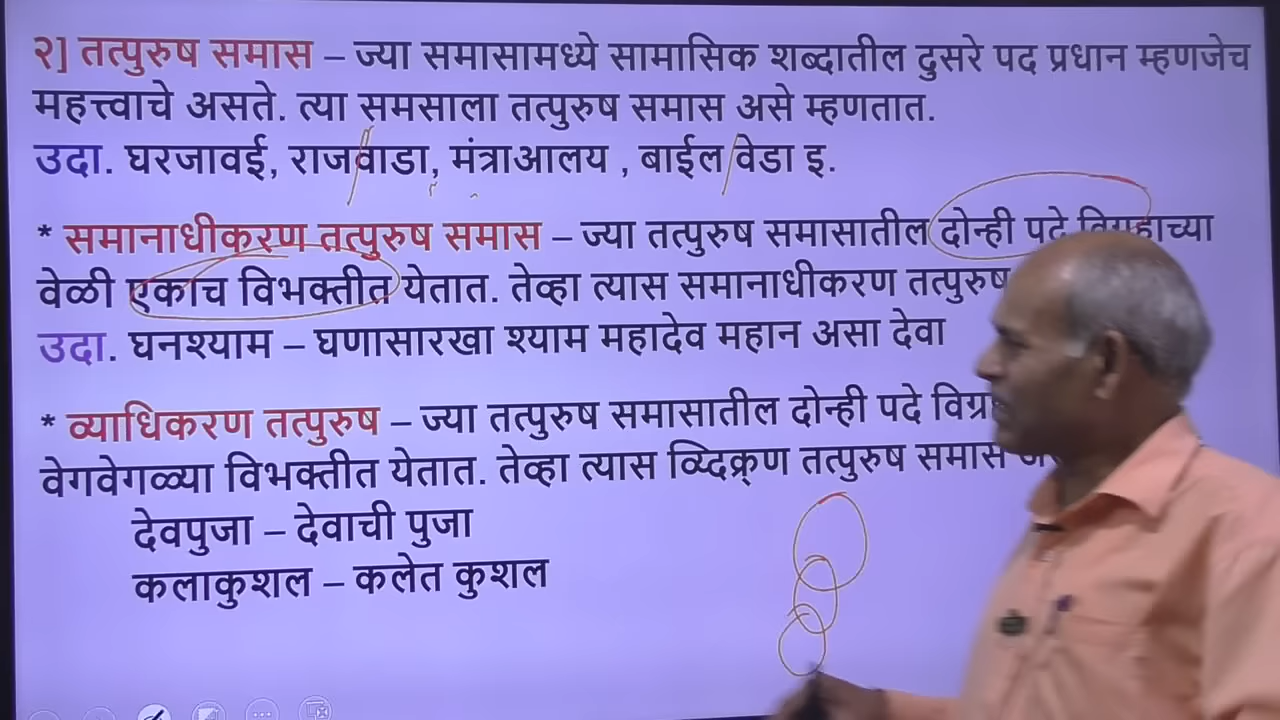 २] तत्पुरुष समास – ज्या समासामध्ये सामासिक शब्दातील दुसरे पद प्रधान म्हणजेच
महत्त्वाचे असते. त्या समसाला तत्पुरुष समास असे म्हणतात.
उदा. घरजावई, राजवाडा, मंत्राआलय , बाईल वेडा इ.
* समानाधीकरण तत्पुरुष समास – ज्या तत्पुरुष समासातील दोन्ही पदे विग्रहाच्या
वेळी एकाच विभक्तीत येतात. तेव्हा त्यास समानाधीकरण तत्पुरुष
उदा. घनश्याम – घणासारखा श्याम महादेव महान असा देवा
* व्याधिकरण तत्पुरुष – ज्या तत्पुरुष समासातील दोन्ही पदे
वेगवेगळ्या विभक्तीत येतात. तेव्हा त्यास तत्पुरुष समास
देवपुजा – देवाची पुजा
कलाकुशल – कलेत कुशल